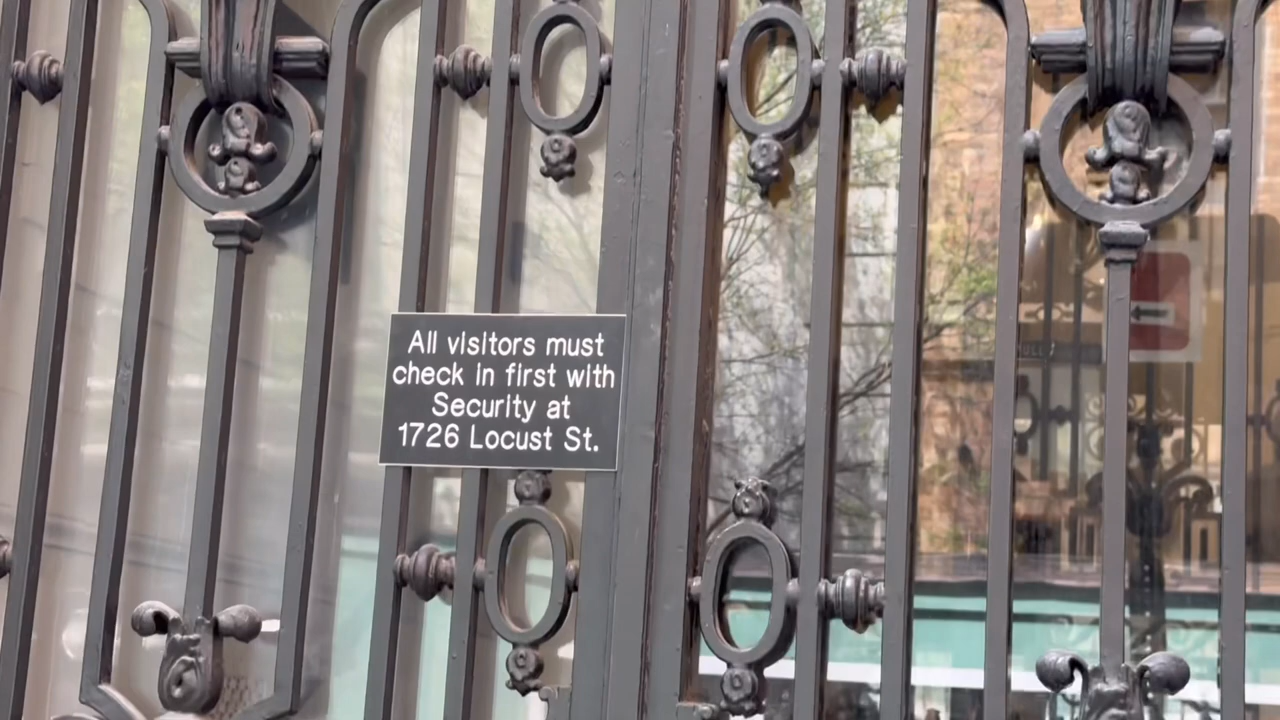 All visitors must
check in first with
Security at
1726 Locust St.